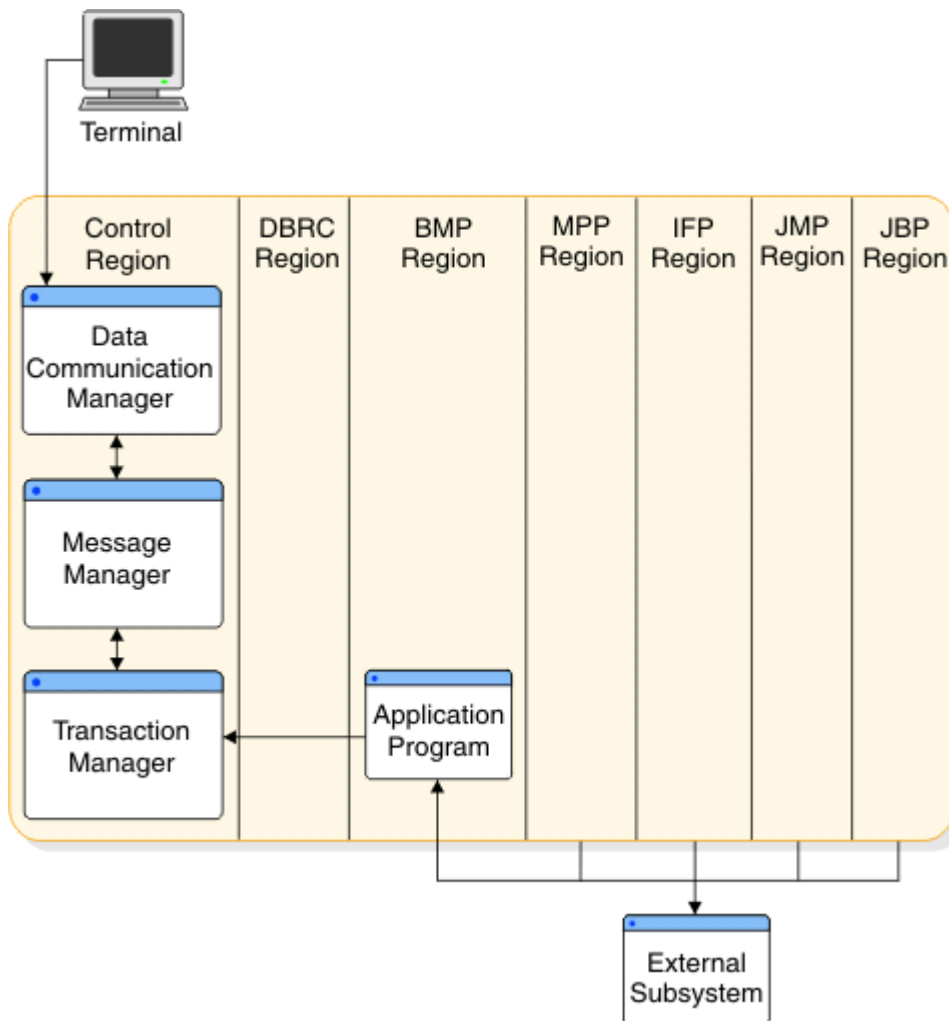 Terminal
Control
Region
DBRC
Region
BMP
Region
MPP
Region
IFP
Region
JMP
Region
JBP
Region
Data
Communication
Manager
Message
Manager
Transaction
Manager
Application
Program
External
Subsystem